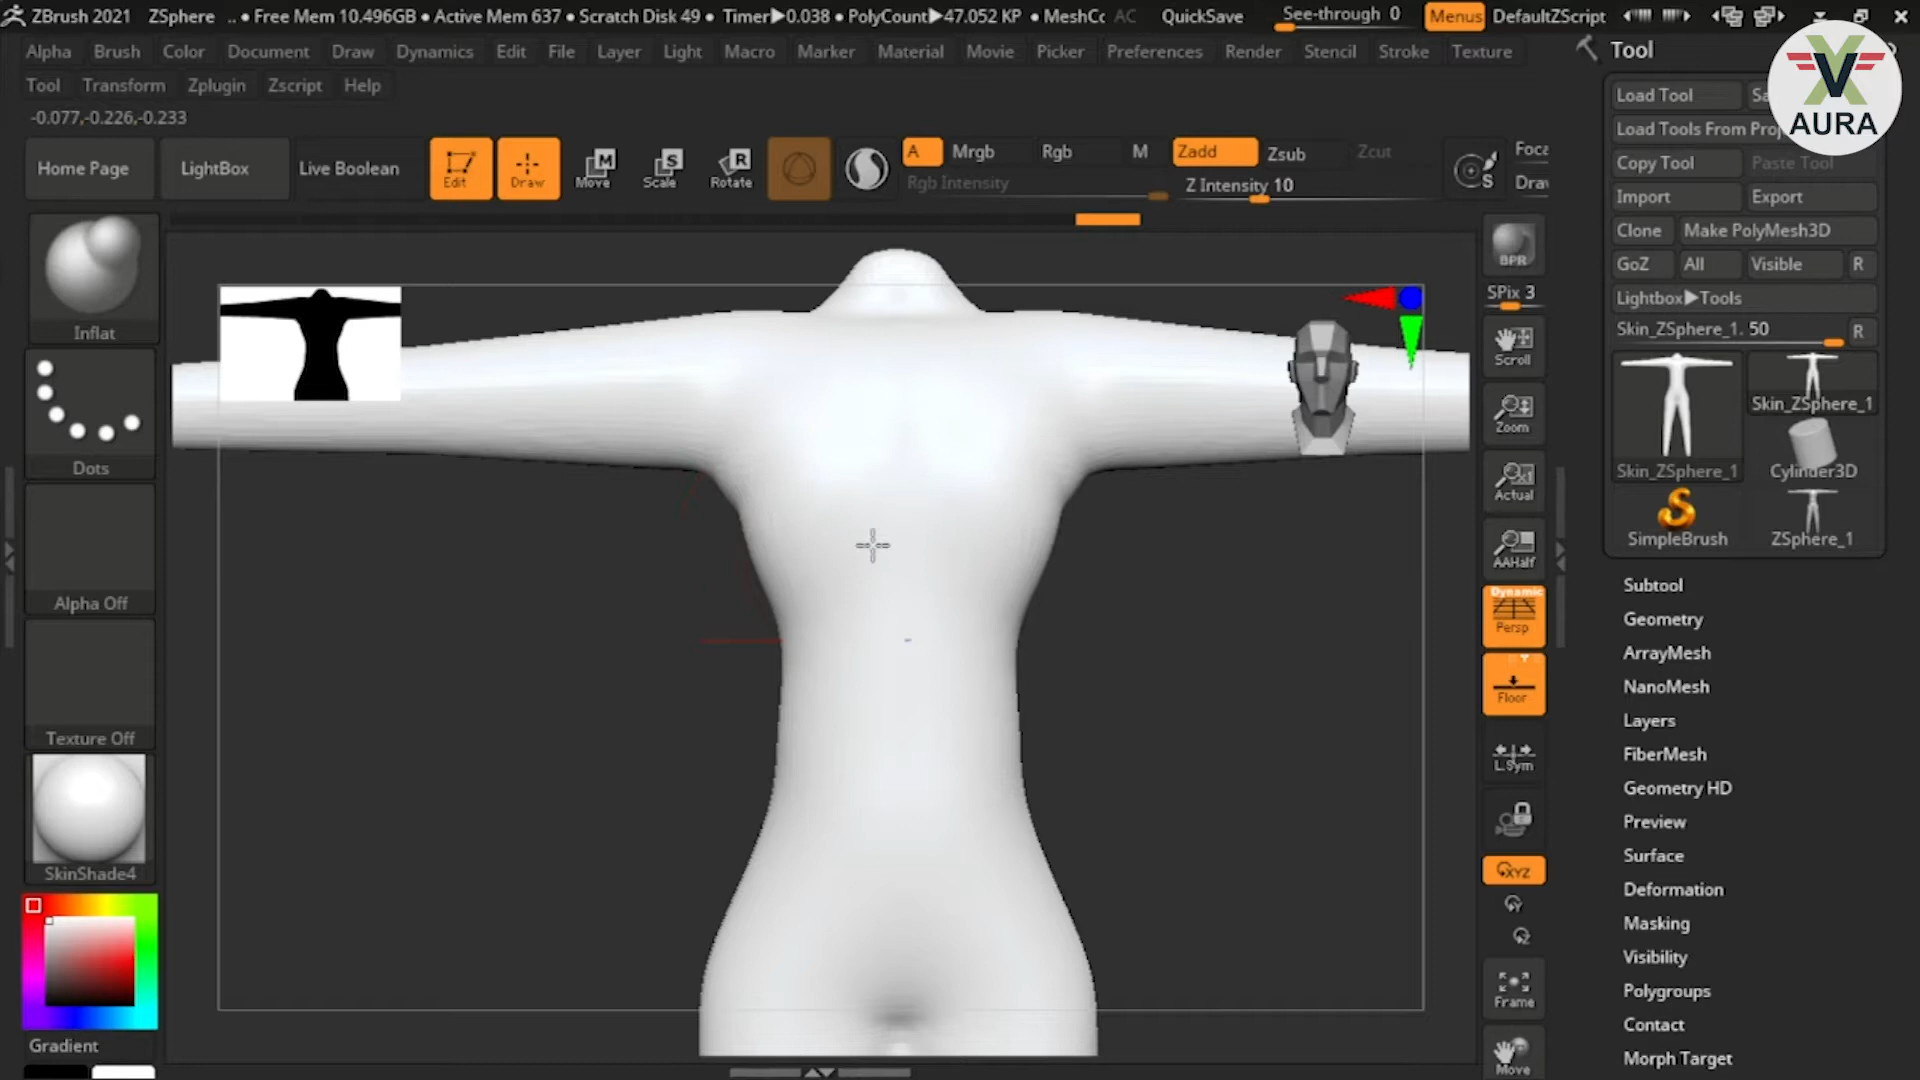 ZBrush 2021 ZSphere .. • Free Mem 10.496GB • Active Mem 637 • Scratch Disk 49 • Timer▶0.038 • PolyCount▶47.052 KP • MeshCo AC QuickSave See-through 0 Menus DefaultZScript
Alpha Brush Color Document Draw Dynamics Edit File Layer Light Macro Marker Material Movie Picker Preferences Render Stencil Stroke Texture
Tool Transform Zplugin Zscript Help
-0.077,-0.226,-0.233
Home Page LightBox Live Boolean Edit Draw M Move S Scale R Rotate A Mrgb Rgb M Zadd Zsub Zcut
Rgb Intensity Z Intensity 10 S Foca
Drav
Inflat
Dots
Alpha Off
Texture Off
SkinShade4
Gradient
BPR
SPix 3
Scroll
Zoom
Actual
AAHalf
Dynamic
Persp
Floor
L.Sym
XYZ
Y
Z
Frame
Move
Tool
VX
AURA
Load Tool Sa
Load Tools From Proj
Copy Tool Paste Tool
Import Export
Clone Make PolyMesh3D
GoZ All Visible R
Lightbox▶Tools
Skin_ZSphere_1. 50 R
Skin_ZSphere_1
Skin_ZSphere_1
Cylinder3D
SimpleBrush
ZSphere_1
Subtool
Geometry
ArrayMesh
NanoMesh
Layers
FiberMesh
Geometry HD
Preview
Surface
Deformation
Masking
Visibility
Polygroups
Contact
Morph Target